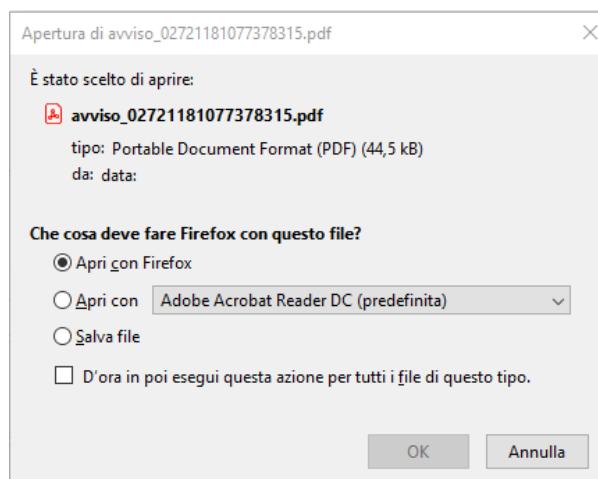 Apertura di avviso_02721181077378315.pdf
È stato scelto di aprire:
avviso_02721181077378315.pdf
tipo: Portable Document Format (PDF) (44,5 kB)
da: data:
Che cosa deve fare Firefox con questo file?
Apri con Firefox
Apri con Adobe Acrobat Reader DC (predefinita)
Salva file
D'ora in poi esegui questa azione per tutti i file di questo tipo.
OK Annulla